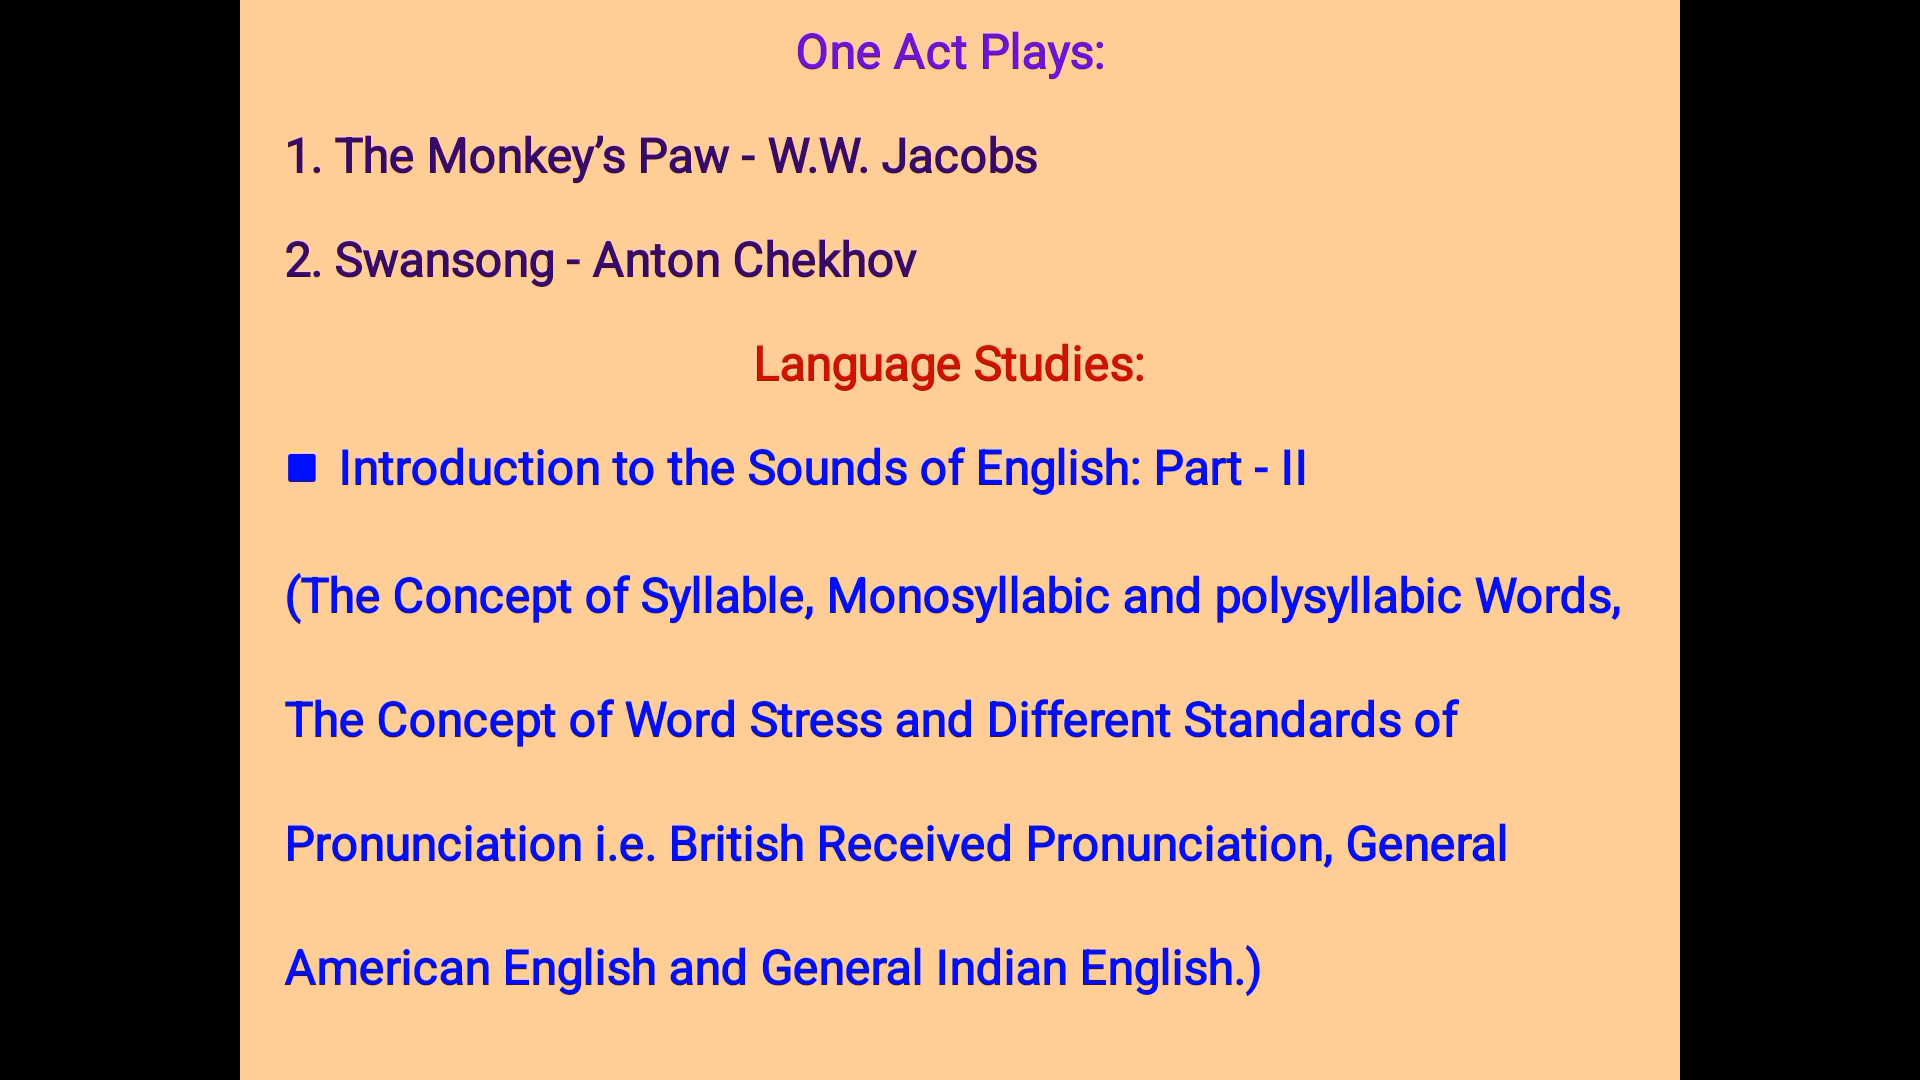 One Act Plays:
1. The Monkey’s Paw - W.W. Jacobs
2. Swansong - Anton Chekhov
Language Studies:
■ Introduction to the Sounds of English: Part - II
(The Concept of Syllable, Monosyllabic and polysyllabic Words,
The Concept of Word Stress and Different Standards of
Pronunciation i.e. British Received Pronunciation, General
American English and General Indian English.)